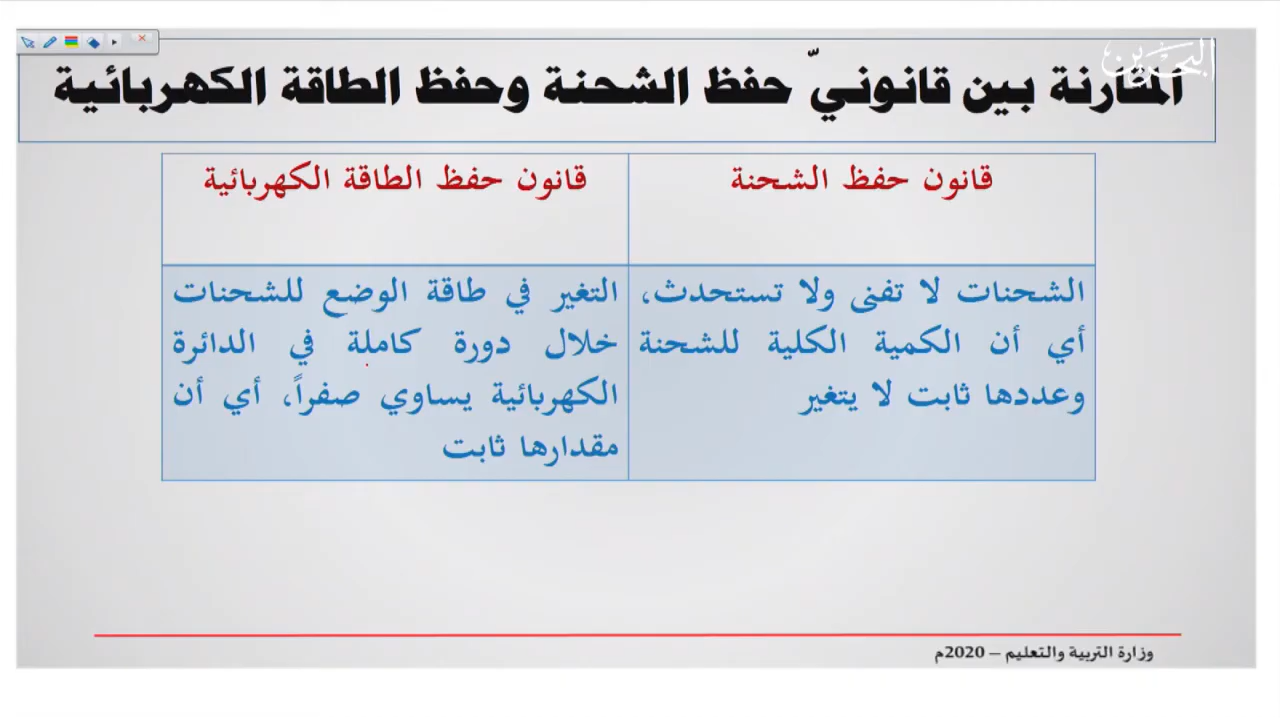 البحرين
المقارنة بين قانونيّ حفظ الشحنة وحفظ الطاقة الكهربائية
قانون حفظ الشحنة
الشحنات لا تفنى ولا تستحدث،
أي أن الكمية الكلية للشحنة
وعددها ثابت لا يتغير
قانون حفظ الطاقة الكهربائية
التغير في طاقة الوضع للشحنات
خلال دورة كاملة في الدائرة
الكهربائية يساوي صفراً، أي أن
مقدارها ثابت
وزارة التربية والتعليم – 2020م